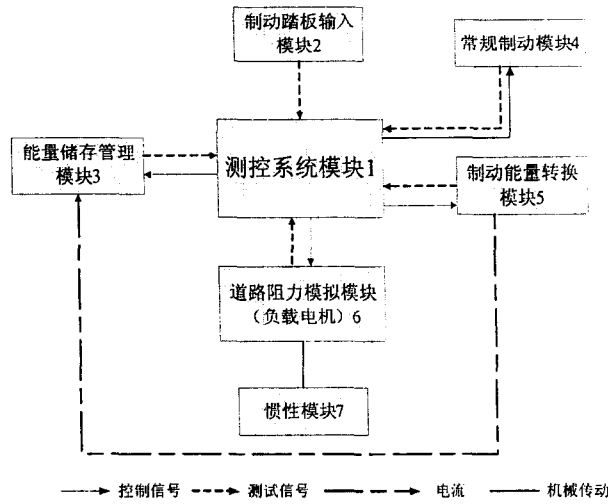 制动踏板输入
模块2
常规制动模块4
能量储存管理
模块3
测控系统模块1
制动能量转换
模块5
道路阻力模拟模块
（负载电机）6
惯性模块7
控制信号
测试信号
电流
机械传动